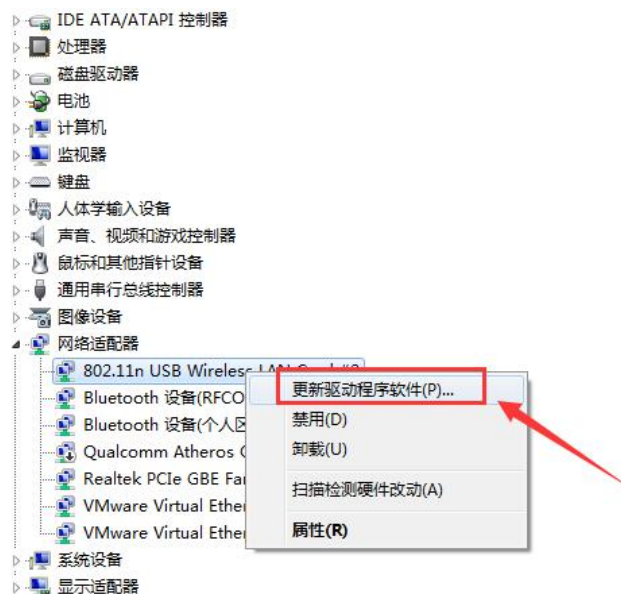 IDE ATA/ATAPI 控制器
处理器
磁盘驱动器
电池
计算机
监视器
键盘
人体学输入设备
声音、视频和游戏控制器
鼠标和其他指针设备
通用串行总线控制器
图像设备
网络适配器
802.11n USB Wireless
Bluetooth 设备(RFCO
Bluetooth 设备(个人区
Qualcomm Atheros
Realtek PCIe GBE Fa
VMware Virtual Ether
VMware Virtual Ether
系统设备
显示适配器
更新驱动程序软件(P)...
禁用(D)
卸载(U)
扫描检测硬件改动(A)
属性(R)